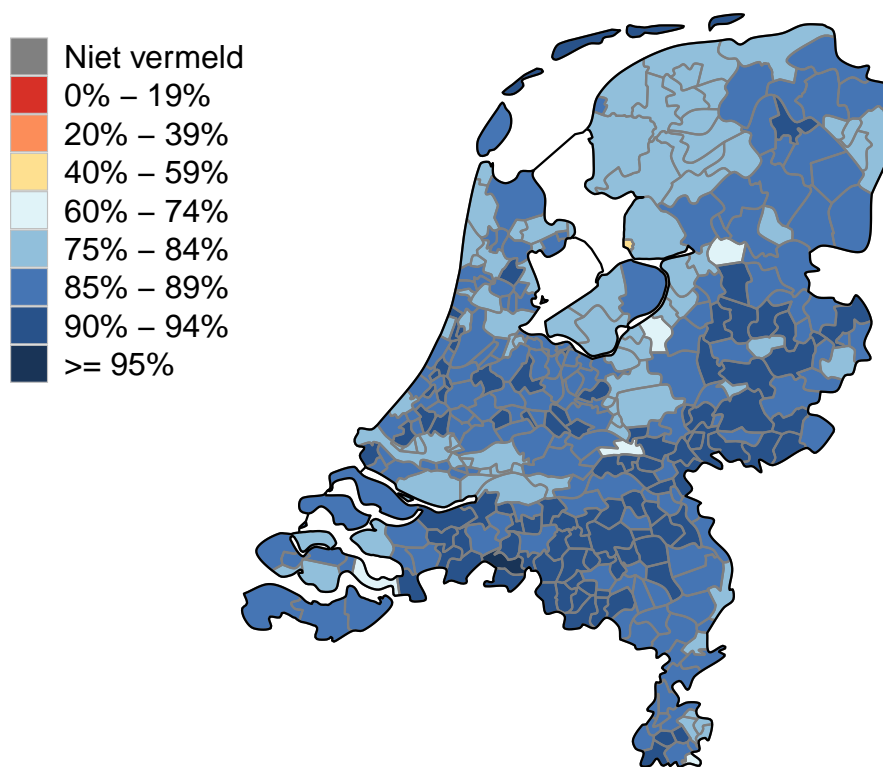 Niet vermeld
0% – 19%
20% – 39%
40% – 59%
60% – 74%
75% – 84%
85% – 89%
90% – 94%
>= 95%